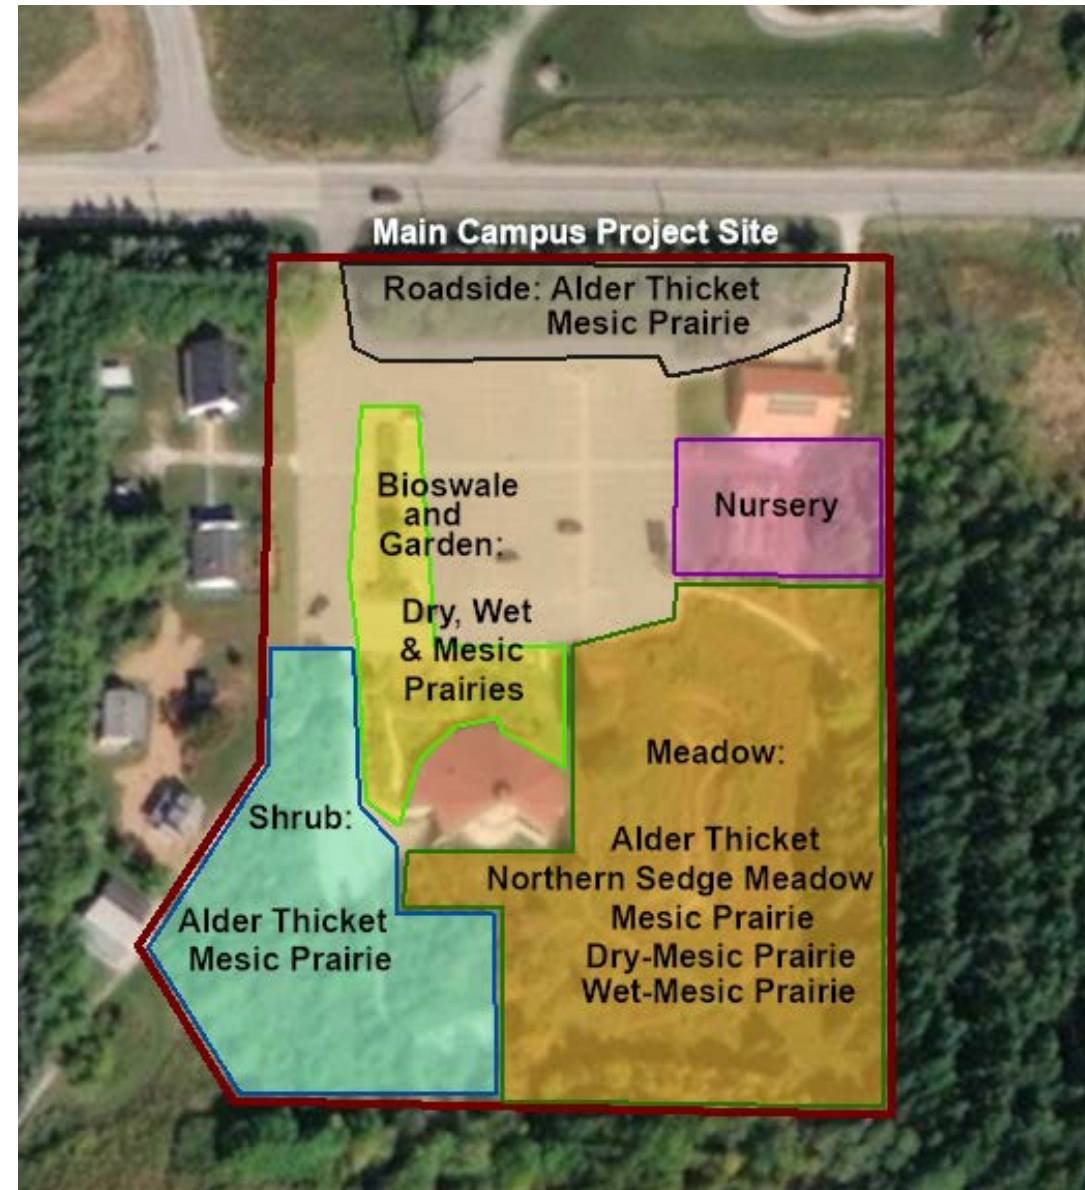 Main Campus Project Site
Roadside: Alder Thicket
Mesic Prairie
Bioswale
and
Garden:
Dry, Wet
& Mesic
Prairies
Nursery
Meadow:
Alder Thicket
Northern Sedge Meadow
Mesic Prairie
Dry-Mesic Prairie
Wet-Mesic Prairie
Shrub:
Alder Thicket
Mesic Prairie